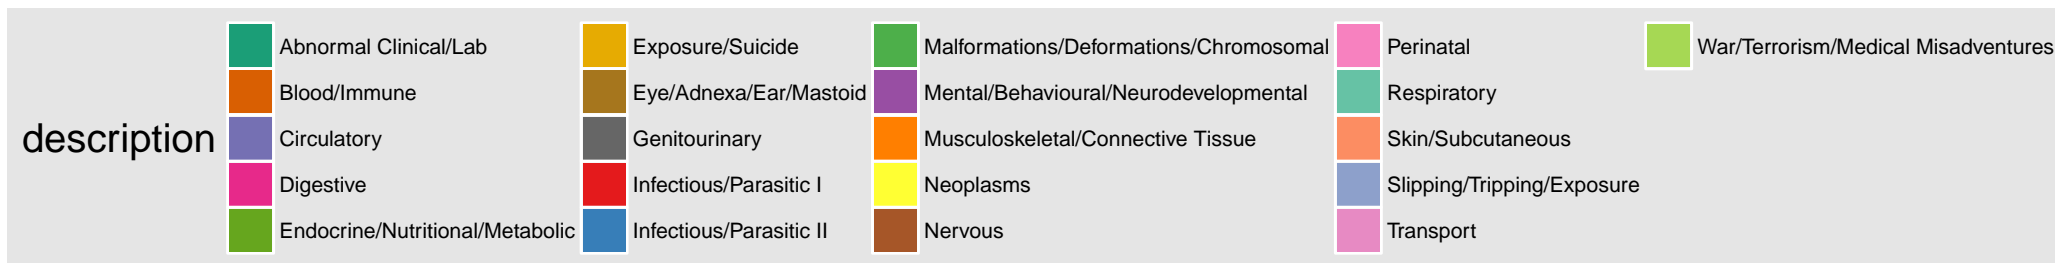 description
Abnormal Clinical/Lab
Blood/Immune
Circulatory
Digestive
Endocrine/Nutritional/Metabolic
Exposure/Suicide
Eye/Adnexa/Ear/Mastoid
Genitourinary
Infectious/Parasitic I
Infectious/Parasitic II
Malformations/Deformations/Chromosomal
Mental/Behavioural/Neurodevelopmental
Musculoskeletal/Connective Tissue
Neoplasms
Nervous
Perinatal
Respiratory
Skin/Subcutaneous
Slipping/Tripping/Exposure
Transport
War/Terrorism/Medical Misadventures